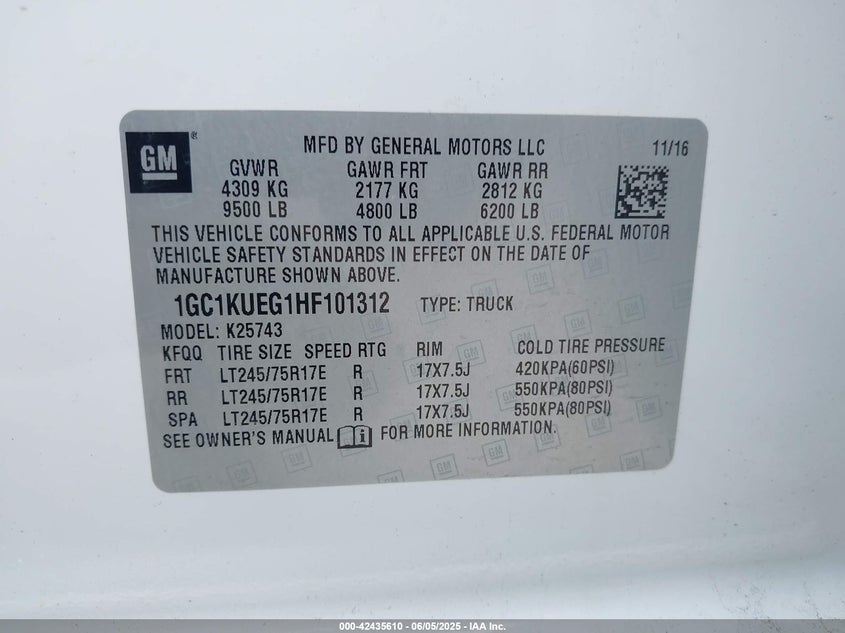 GM®
MFD BY GENERAL MOTORS LLC 11/16
GVWR GAWR FRT GAWR RR
4309 KG 2177 KG 2812 KG
9500 LB 4800 LB 6200 LB
THIS VEHICLE CONFORMS TO ALL APPLICABLE U.S. FEDERAL MOTOR
VEHICLE SAFETY STANDARDS IN EFFECT ON THE DATE OF
MANUFACTURE SHOWN ABOVE.
1GC1KUEG1HF101312 TYPE: TRUCK
MODEL: K25743
KFQQ TIRE SIZE SPEED RTG RIM COLD TIRE PRESSURE
FRT LT245/75R17E R 17X7.5J 420KPA(60PSI)
RR LT245/75R17E R 17X7.5J 550KPA(80PSI)
SPA LT245/75R17E R 17X7.5J 550KPA(80PSI)
SEE OWNER'S MANUAL FOR MORE INFORMATION.
000-42435610 - 06/05/2025 - IAA Inc.